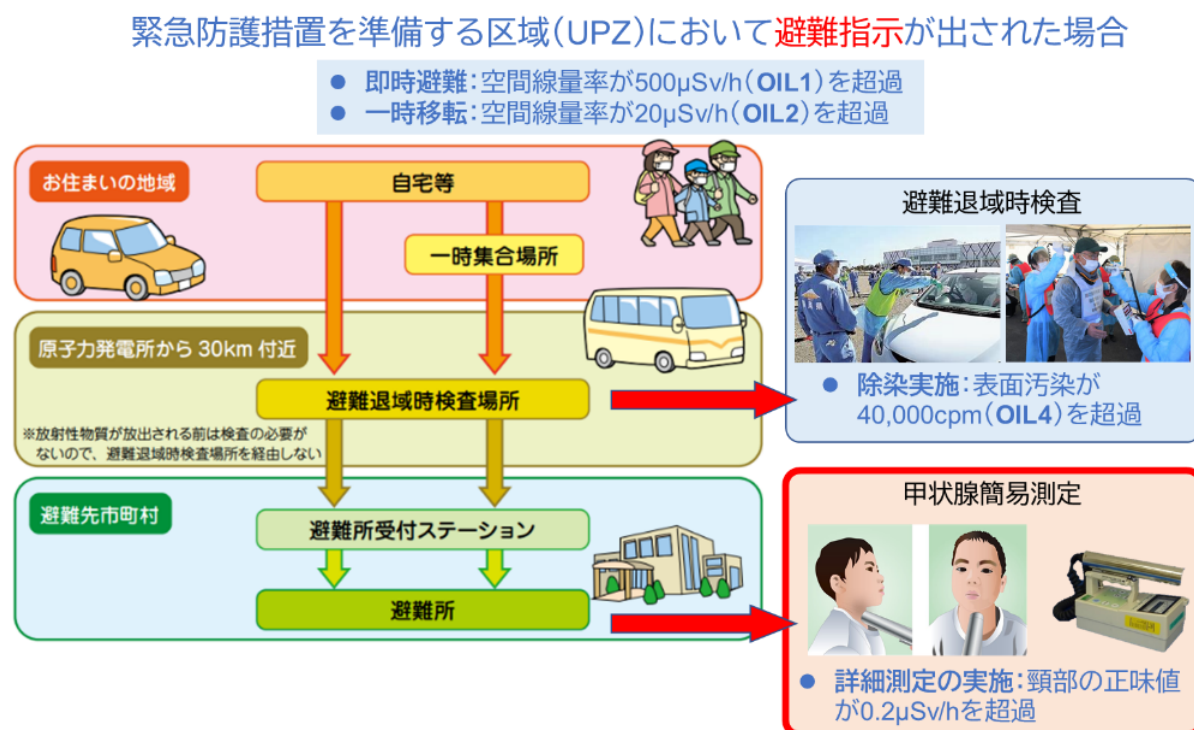 緊急防護措置を準備する区域(UPZ)において避難指示が出された場合
● 即時避難：空間線量率が500μSv/h（OIL1）を超過
● 一時移転：空間線量率が20μSv/h（OIL2）を超過
お住まいの地域
自宅等
一時集合場所
原子力発電所から30km付近
避難退域時検査場所
※放射性物質が放出される前は検査の必要が
ないので、避難退域時検査場所を経由しない
避難先市町村
避難所受付ステーション
避難所
避難退域時検査
● 除染実施：表面汚染が
40,000cpm（OIL4）を超過
甲状腺簡易測定
● 詳細測定の実施：頸部の正味値
が0.2μSv/hを超過